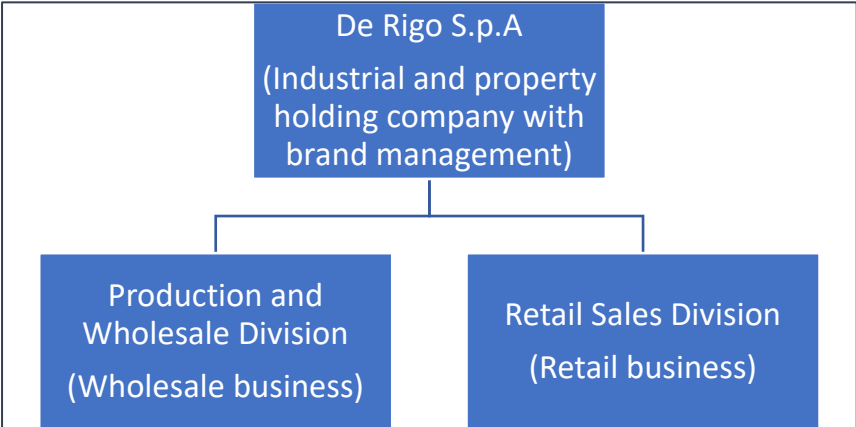 De Rigo S.p.A
(Industrial and property
holding company with
brand management)
Production and
Wholesale Division
(Wholesale business)
Retail Sales Division
(Retail business)